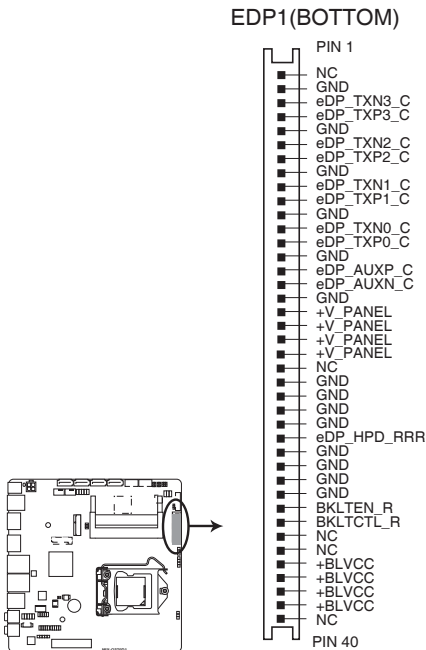 EDP1(BOTTOM)
PIN 1
NC
GND
eDP_TXN3_C
eDP_TXP3_C
GND
eDP_TXN2_C
eDP_TXP2_C
GND
eDP_TXN1_C
eDP_TXP1_C
GND
eDP_TXN0_C
eDP_TXP0_C
GND
eDP_AUXP_C
eDP_AUXN_C
GND
+V_PANEL
+V_PANEL
+V_PANEL
+V_PANEL
NC
GND
GND
GND
GND
eDP_HPD_RRR
GND
GND
GND
GND
BKLTEN_R
BKLTCTL_R
NC
NC
+BLVCC
+BLVCC
+BLVCC
+BLVCC
NC
PIN 40